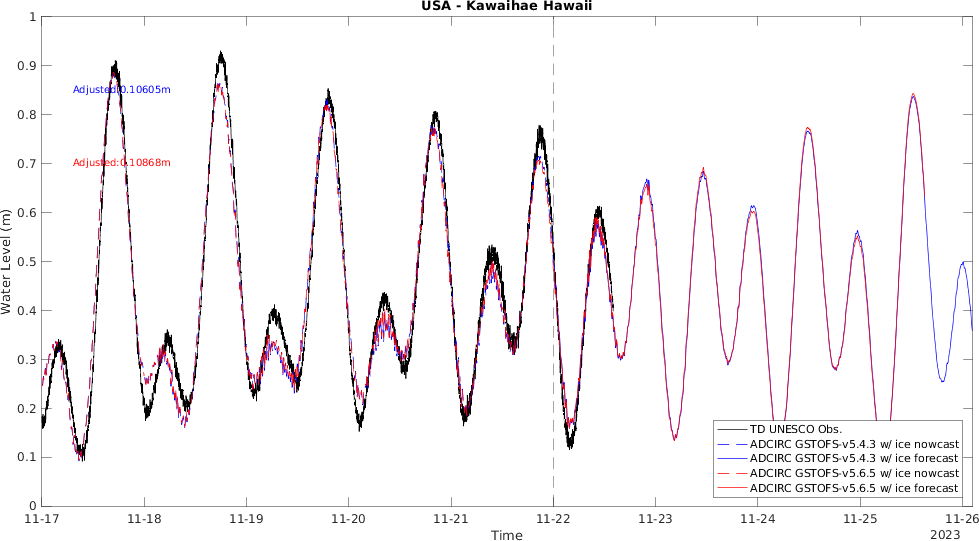 USA - Kawaihae Hawaii
1
0.9
0.8
0.7
0.6
0.5
0.4
0.3
0.2
0.1
0
Water Level (m)
Adjusted:0.10605m
Adjusted:0.10868m
TD UNESCO Obs.
ADCIRC GSTOFS-v5.4.3 w/ ice nowcast
ADCIRC GSTOFS-v5.4.3 w/ ice forecast
ADCIRC GSTOFS-v5.6.5 w/ ice nowcast
ADCIRC GSTOFS-v5.6.5 w/ ice forecast
11-17 11-18 11-19 11-20 11-21 11-22 11-23 11-24 11-25 11-26
Time
2023